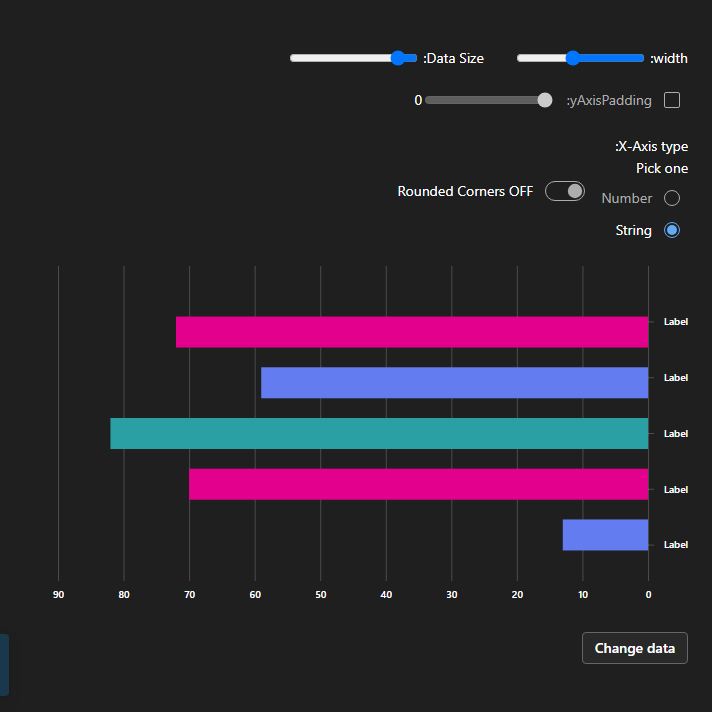 :width
:Data Size
:yAxisPadding
0
:X-Axis type
Pick one
Number
String
Rounded Corners OFF
Label
Label
Label
Label
Label
90 80 70 60 50 40 30 20 10 0
Change data